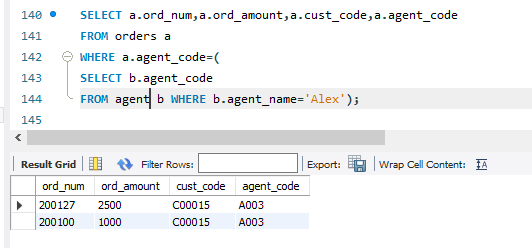 140 SELECT a.ord_num,a.ord_amount,a.cust_code,a.agent_code
141 FROM orders a
142 WHERE a.agent_code=(
143 SELECT b.agent_code
144 FROM agent b WHERE b.agent_name='Alex');
145
Result Grid Filter Rows: Export: Wrap Cell Content:
ord_num ord_amount cust_code agent_code
200127 2500 C00015 A003
200100 1000 C00015 A003